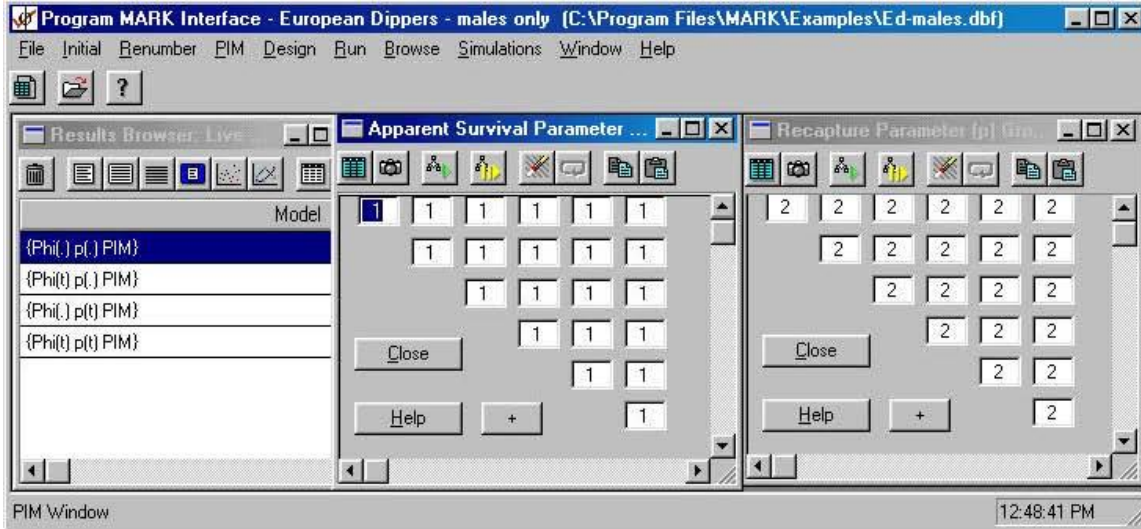 Program MARK Interface - European Dippers - males only (C:\Program Files\MARK\Examples\Ed-males.dbf)
File Initial Renumber PIM Design Run Browse Simulations Window Help
?
Results Browser: Live ...
Model
{Phi(.) p(.) PIM}
{Phi(t) p(.) PIM}
{Phi(.) p(t) PIM}
{Phi(t) p(t) PIM}
Apparent Survival Parameter ...
1 1 1 1 1 1
1 1 1 1 1
1 1 1 1
1 1 1
Close
1 1
Help + 1
Recapture Parameter (p) Gro...
2 2 2 2 2 2
2 2 2 2 2
2 2 2 2
2 2 2
Close
2 2
Help + 2
PIM Window
12:48:41 PM